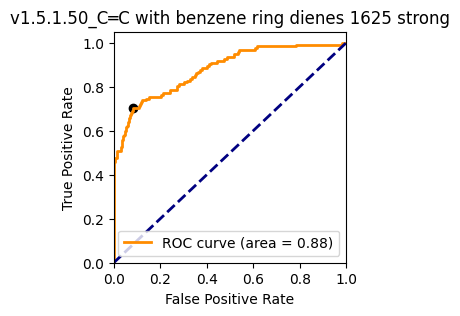 v1.5.1.50_C=C with benzene ring dienes 1625 strong
True Positive Rate
1.0
0.8
0.6
0.4
0.2
0.0
ROC curve (area = 0.88)
0.0 0.2 0.4 0.6 0.8 1.0
False Positive Rate